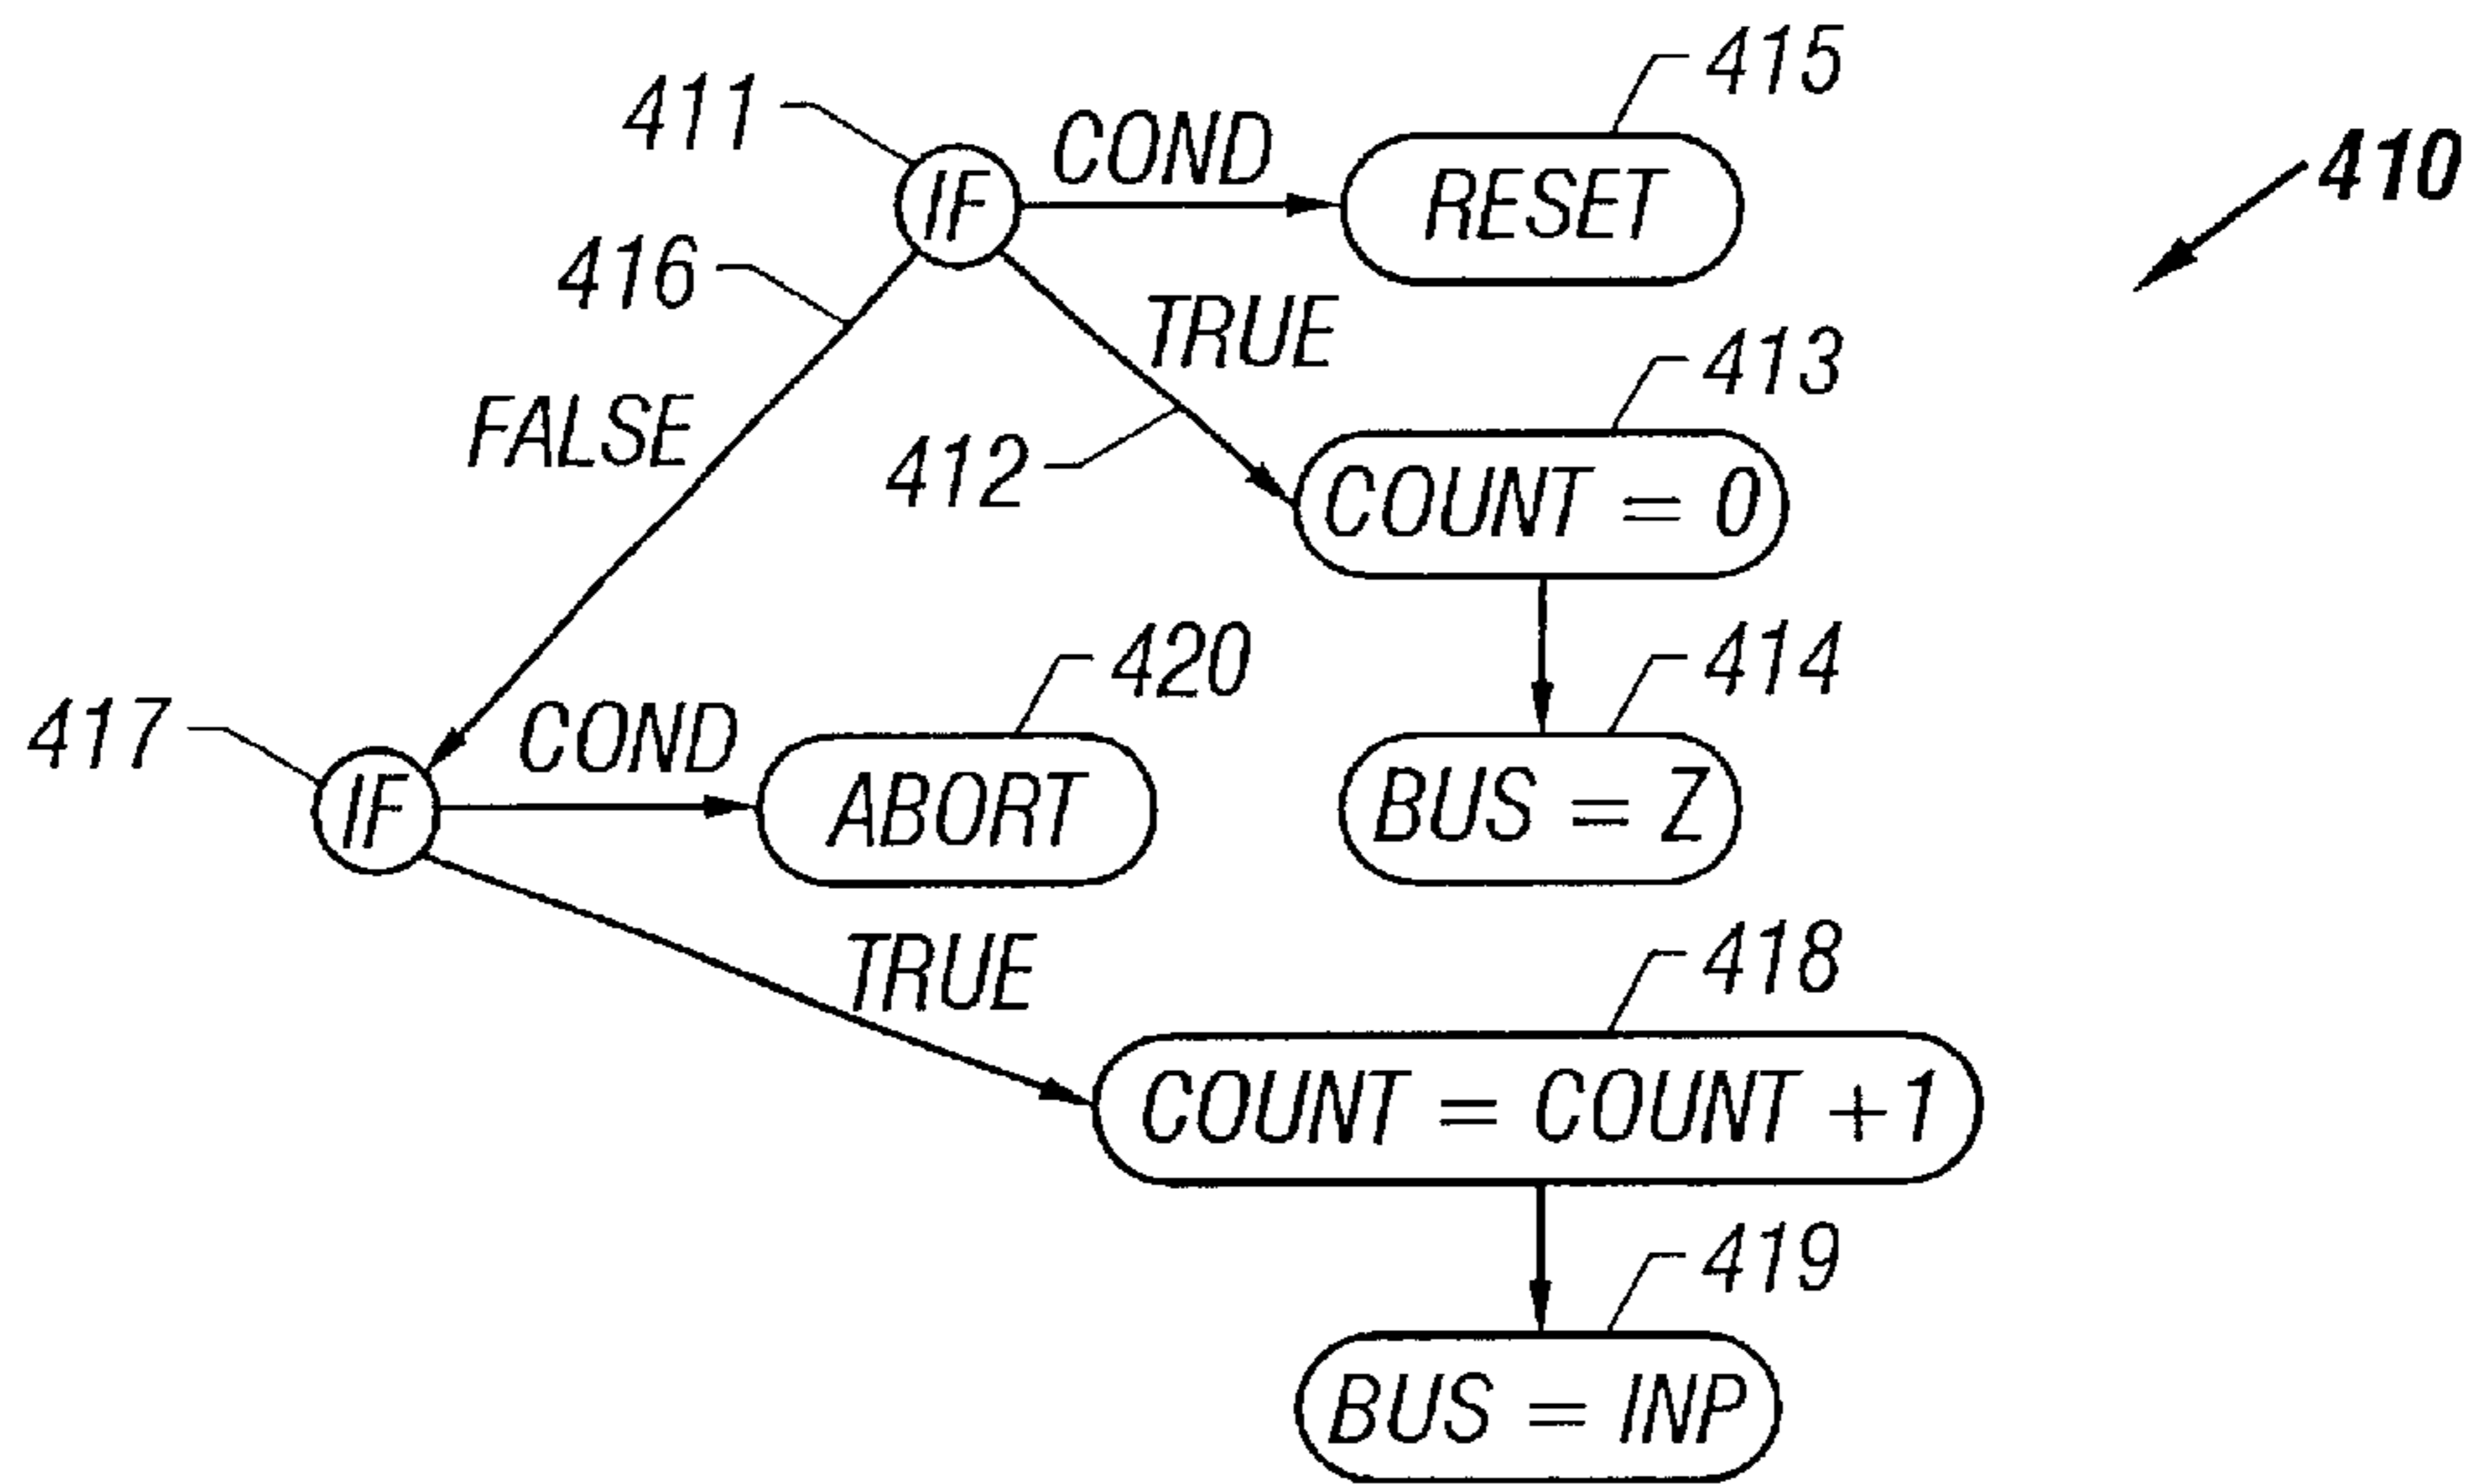 415
411
COND
410
IF
RESET
416
TRUE
413
FALSE
412
COUNT = 0
420
414
417
COND
IF
ABORT
BUS = Z
TRUE
418
COUNT = COUNT +1
419
BUS = INP